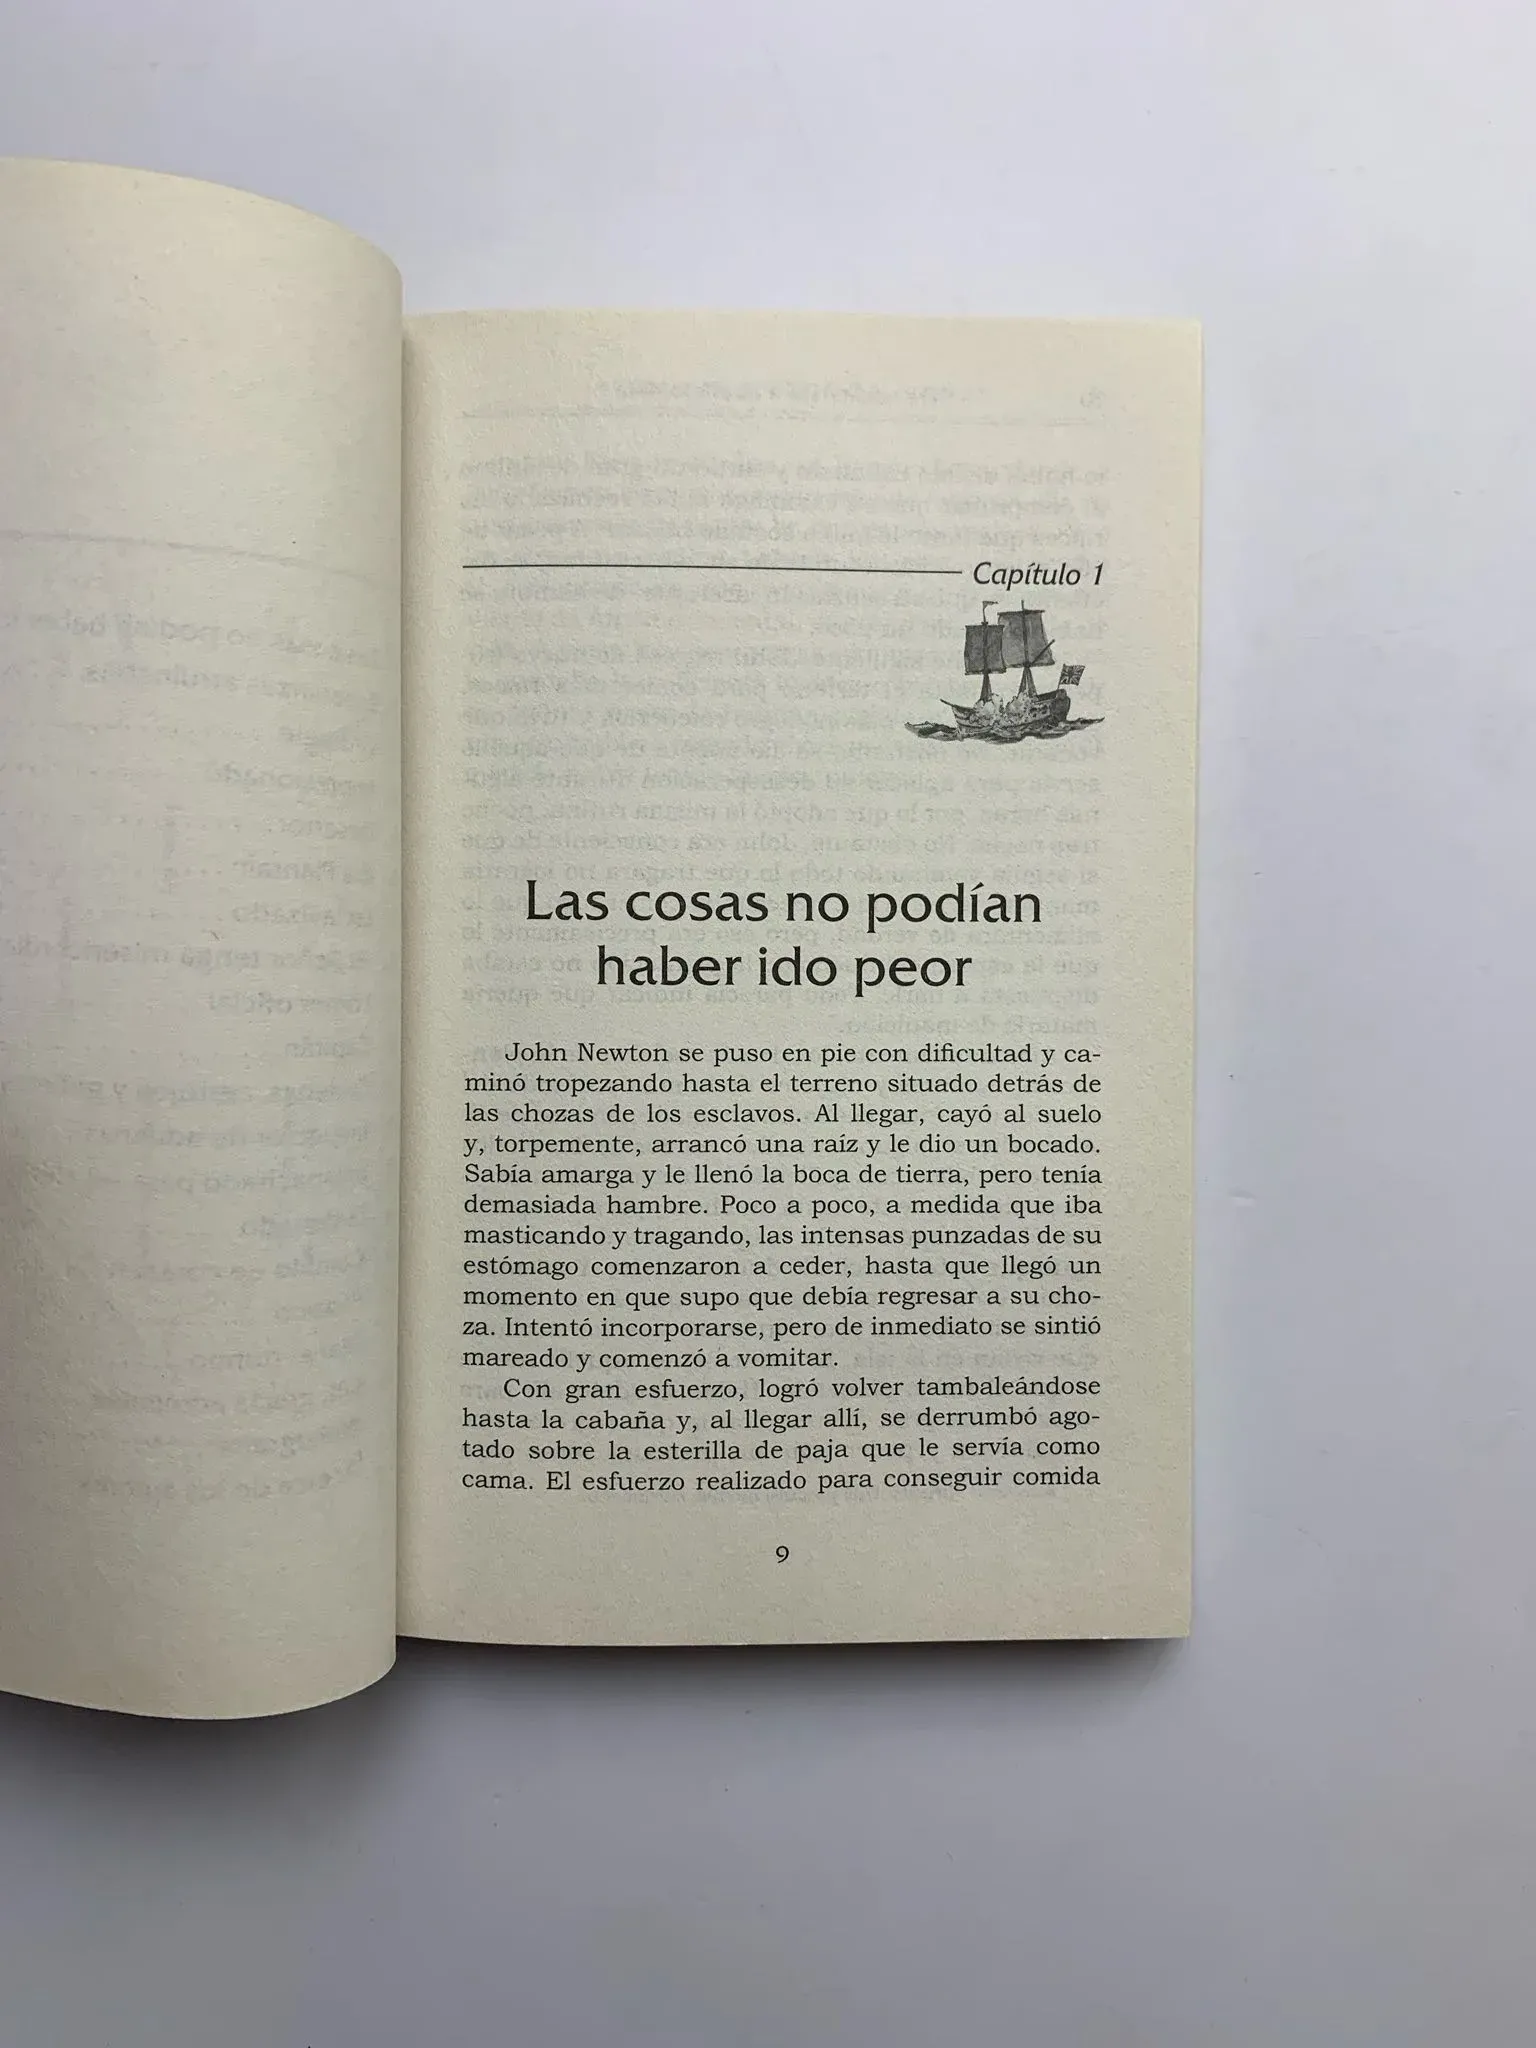 Capítulo 1
Las cosas no podían
haber ido peor
John Newton se puso en pie con dificultad y ca-
minó tropezando hasta el terreno situado detrás de
las chozas de los esclavos. Al llegar, cayó al suelo
y, torpemente, arrancó una raíz y le dio un bocado.
Sabía amarga y le llenó la boca de tierra, pero tenía
demasiada hambre. Poco a poco, a medida que iba
masticando y tragando, las intensas punzadas de su
estómago comenzaron a ceder, hasta que llegó un
momento en que supo que debía regresar a su cho-
za. Intentó incorporarse, pero de inmediato se sintió
mareado y comenzó a vomitar.
Con gran esfuerzo, logró volver tambaleándose
hasta la cabaña y, al llegar allí, se derrumbó ago-
tado sobre la esterilla de paja que le servía como
cama. El esfuerzo realizado para conseguir comida
9